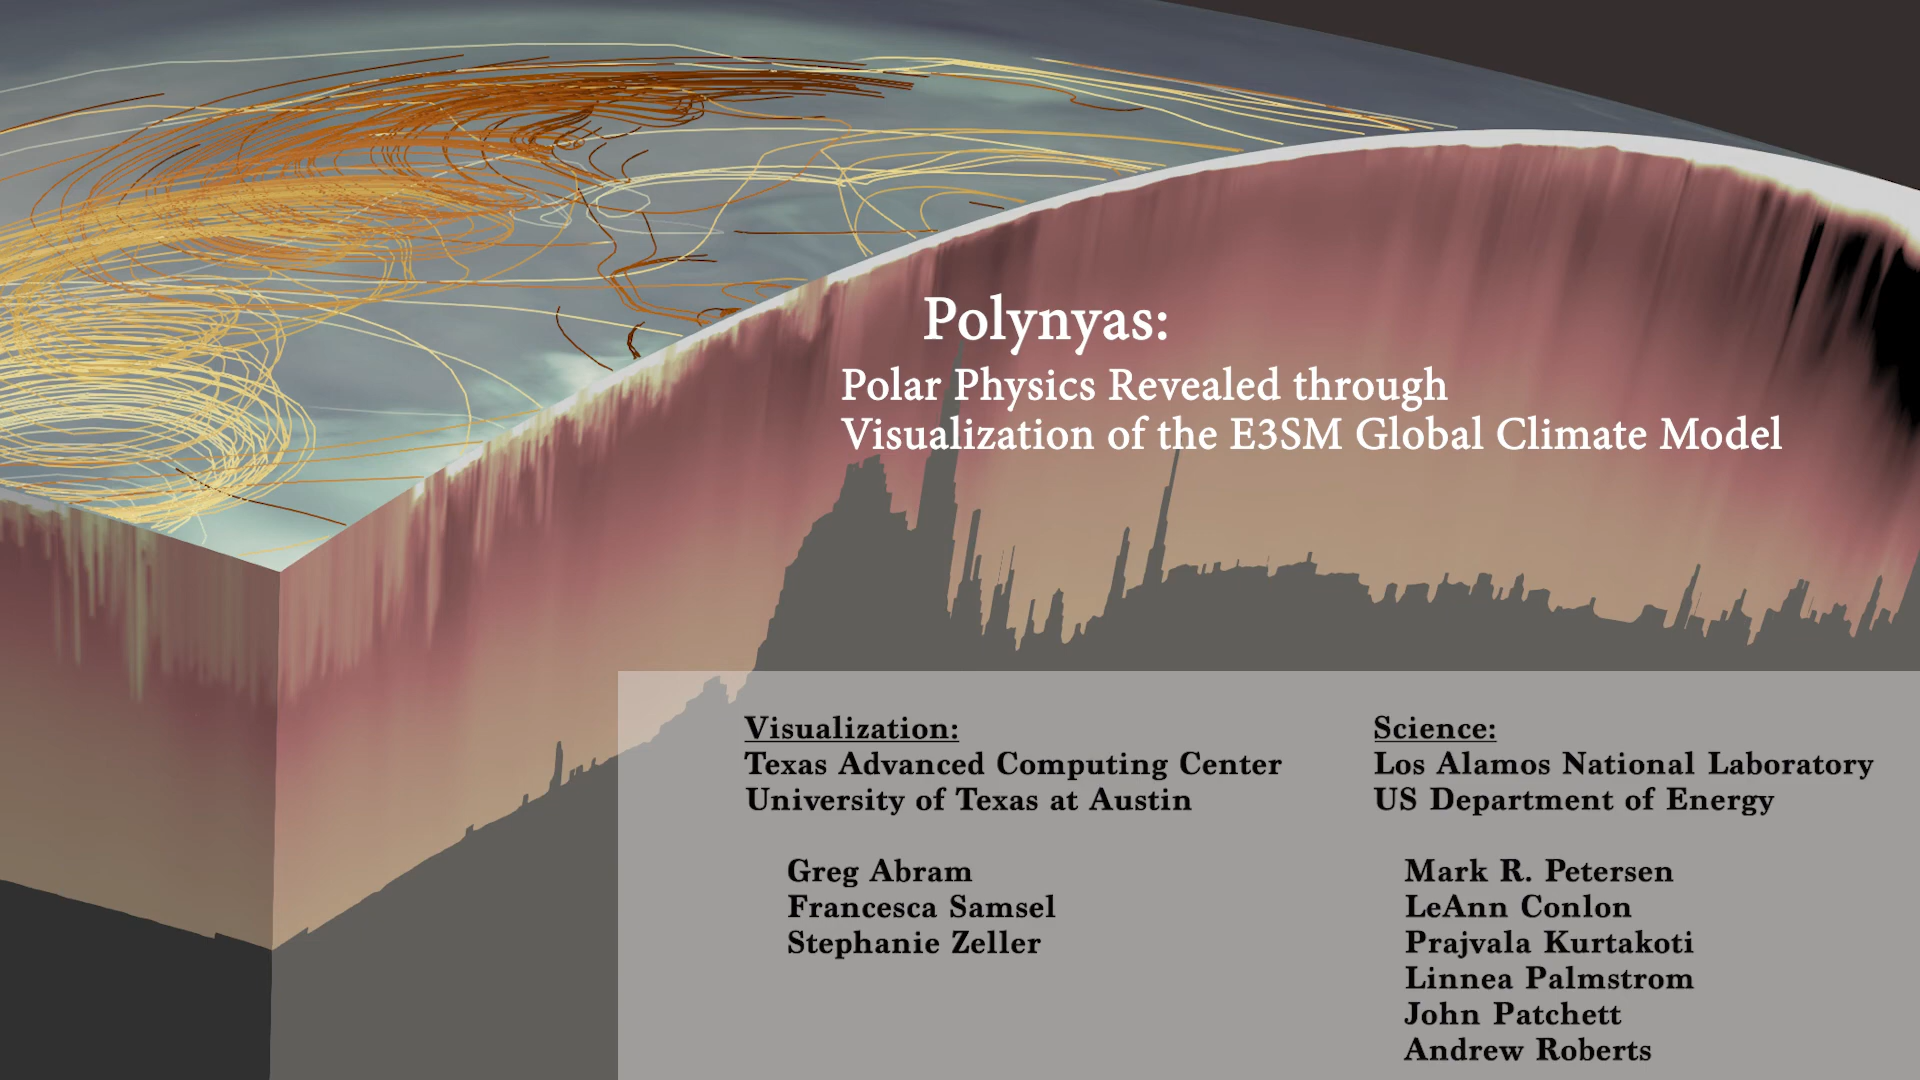 Polynyas:
Polar Physics Revealed through
Visualization of the E3SM Global Climate Model
Visualization:
Texas Advanced Computing Center
University of Texas at Austin
Greg Abram
Francesca Samsel
Stephanie Zeller
Science:
Los Alamos National Laboratory
US Department of Energy
Mark R. Petersen
LeAnn Conlon
Prajvala Kurtakoti
Linnea Palmstrom
John Patchett
Andrew Roberts